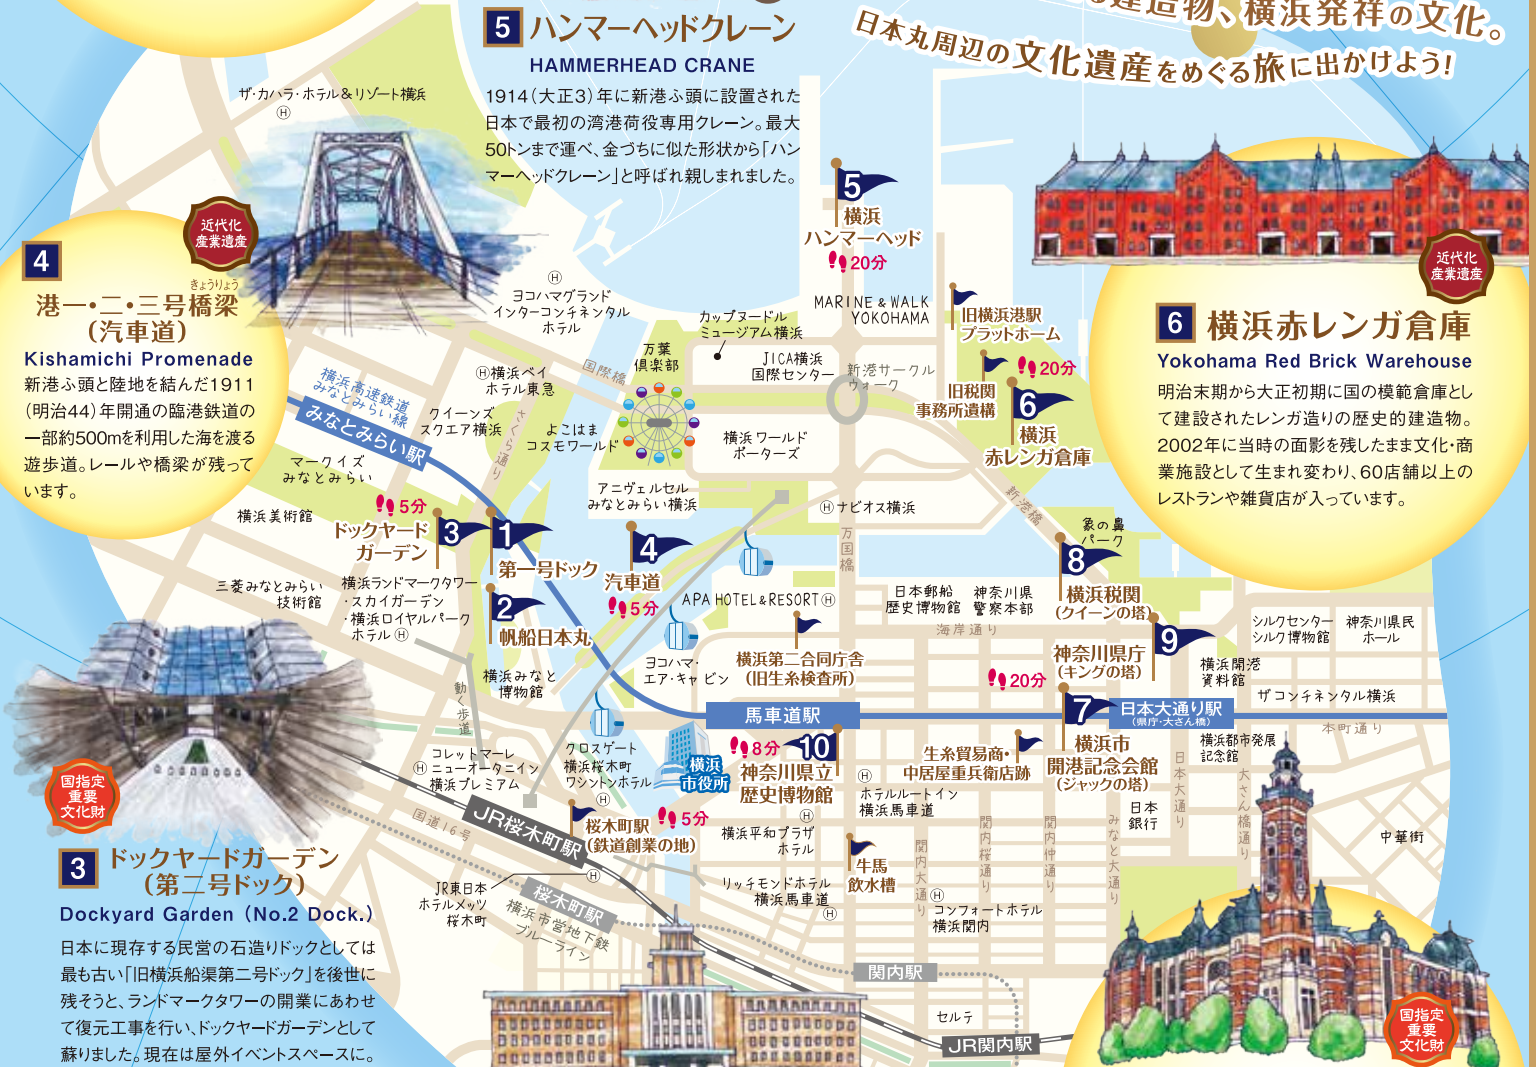 建造物、横浜発祥の文化。
日本丸周辺の文化遺産をめぐる旅に出かけよう!
5 ハンマーヘッドクレーン
HAMMERHEAD CRANE
1914(大正3)年に新港ふ頭に設置された
日本で最初の湾港荷役専用クレーン。最大
50トンまで運べ、金づちに似た形状から「ハン
マーヘッドクレーン」と呼ばれ親しまれました。
近代化
産業遺産
4
きょうりょう
港一・二・三号橋梁
(汽車道)
Kishamichi Promenade
新港ふ頭と陸地を結んだ1911
(明治44)年開通の臨港鉄道の
一部約500mを利用した海を渡る
遊歩道。レールや橋梁が残って
います。
近代化
産業遺産
6 横浜赤レンガ倉庫
Yokohama Red Brick Warehouse
明治末期から大正初期に国の模範倉庫とし
て建設されたレンガ造りの歴史的建造物。
2002年に当時の面影を残したまま文化・商
業施設として生まれ変わり、60店舗以上の
レストランや雑貨店が入っています。
国指定
重要
文化財
3 ドックヤードガーデン
(第二号ドック)
Dockyard Garden (No.2 Dock.)
日本に現存する民営の石造りドックとしては
最も古い「旧横浜船渠第二号ドック」を後世に
残そうと、ランドマークタワーの開業にあわせ
て復元工事を行い、ドックヤードガーデンとして
蘇りました。現在は屋外イベントスペースに。
国指定
重要
文化財
ザ・カハラ・ホテル&リゾート横浜
Ⓗ
5
横浜
ハンマーヘッド
20分
Ⓗ
ヨコハマグランド
インターコンチネンタル
ホテル
MARINE & WALK
YOKOHAMA
旧横浜港駅
プラットホーム
カップヌードル
ミュージアム横浜
万葉
倶楽部
JICA横浜
国際センター
新港サークル
ウォーク
国際橋
20分
旧税関
事務所遺構
6
横浜
赤レンガ倉庫
Ⓗ横浜ベイ
ホテル東急
横浜高速鉄道
みなとみらい線
みなとみらい駅
クイーンズ
スクエア横浜
さくら通り
よこはま
コスモワールド
横浜ワールド
ポーターズ
マークイズ
みなとみらい
アニヴェルセル
みなとみらい横浜
Ⓗナビオス横浜
新港橋
象の鼻
パーク
横浜美術館
5分
ドックヤード
ガーデン
3
1
第一号ドック
4
汽車道
5分
万国橋
8
横浜税関
(クイーンの塔)
三菱みなとみらい
技術館
横浜ランドマークタワー
・スカイガーデン
・横浜ロイヤルパーク
ホテルⒽ
2
帆船日本丸
APA HOTEL&RESORTⒽ
日本郵船
歴史博物館
神奈川県
警察本部
海岸通り
シルクセンター
シルク博物館
神奈川県民
ホール
9
神奈川県庁
(キングの塔)
横浜開港
資料館
横浜第二合同庁舎
(旧生糸検査所)
ヨコハマ・
エア・キャビン
横浜みなと
博物館
動く歩道
20分
ザコンチネンタル横浜
馬車道駅
7
日本大通り駅
(県庁・大さん橋)
本町通り
横浜市
開港記念会館
(ジャックの塔)
横浜都市発展
記念館
コレットマーレ
Ⓗニューオータニイン
横浜プレミアム
クロスゲート
横浜桜木町
ワシントンホテル
Ⓗ
横浜
市役所
8分
10
神奈川県立
歴史博物館
生糸貿易商・
中居屋重兵衛店跡
日本大通り
大さん橋通り
Ⓗ
ホテルルートイン
横浜馬車道
日本
銀行
JR桜木町駅
国道16号
桜木町駅
(鉄道創業の地)
5分
Ⓗ
横浜平和プラザ
ホテル
牛馬
飲水槽
関内大通り
関内桜通り
関内仲通り
みなと大通り
中華街
JR東日本
ホテルメッツ
桜木町
Ⓗ
桜木町駅
横浜市営地下鉄
ブルーライン
リッチモンドホテル
横浜馬車道
Ⓗ
Ⓗ
コンフォートホテル
横浜関内
関内駅
セルテ
JR関内駅